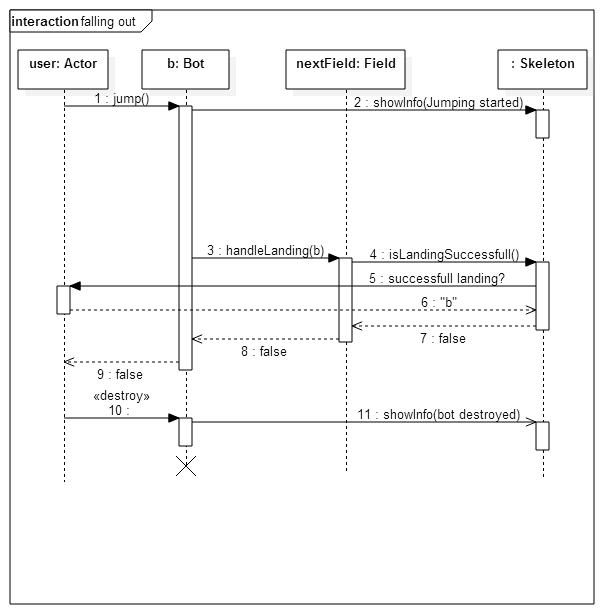 interaction falling out
user: Actor
b: Bot
nextField: Field
: Skeleton
1 : jump()
2 : showInfo(Jumping started)
3 : handleLanding(b)
4 : isLandingSuccessfull()
5 : successfull landing?
6 : "b"
7 : false
8 : false
9 : false
«destroy»
10 :
11 : showInfo(bot destroyed)